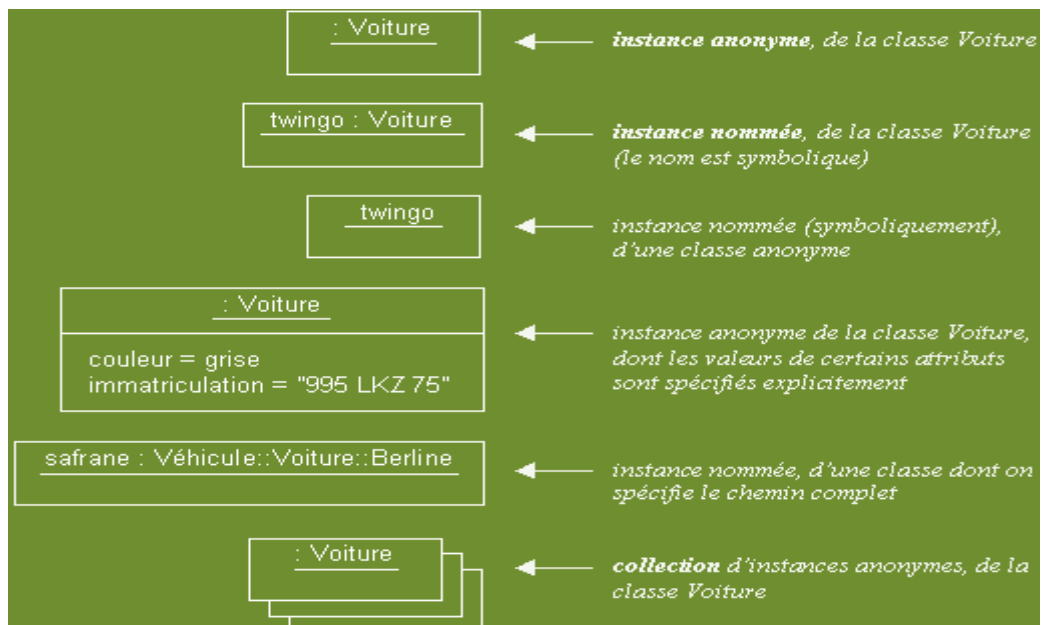 : Voiture
instance anonyme, de la classe Voiture
twingo : Voiture
instance nommée, de la classe Voiture
(le nom est symbolique)
twingo
instance nommée (symboliquement),
d'une classe anonyme
: Voiture
couleur = grise
immatriculation = "995 LKZ 75"
instance anonyme de la classe Voiture,
dont les valeurs de certains attributs
sont spécifiés explicitement
safrane : Véhicule::Voiture::Berline
instance nommée, d'une classe dont on
spécifie le chemin complet
: Voiture
collection d'instances anonymes, de la
classe Voiture